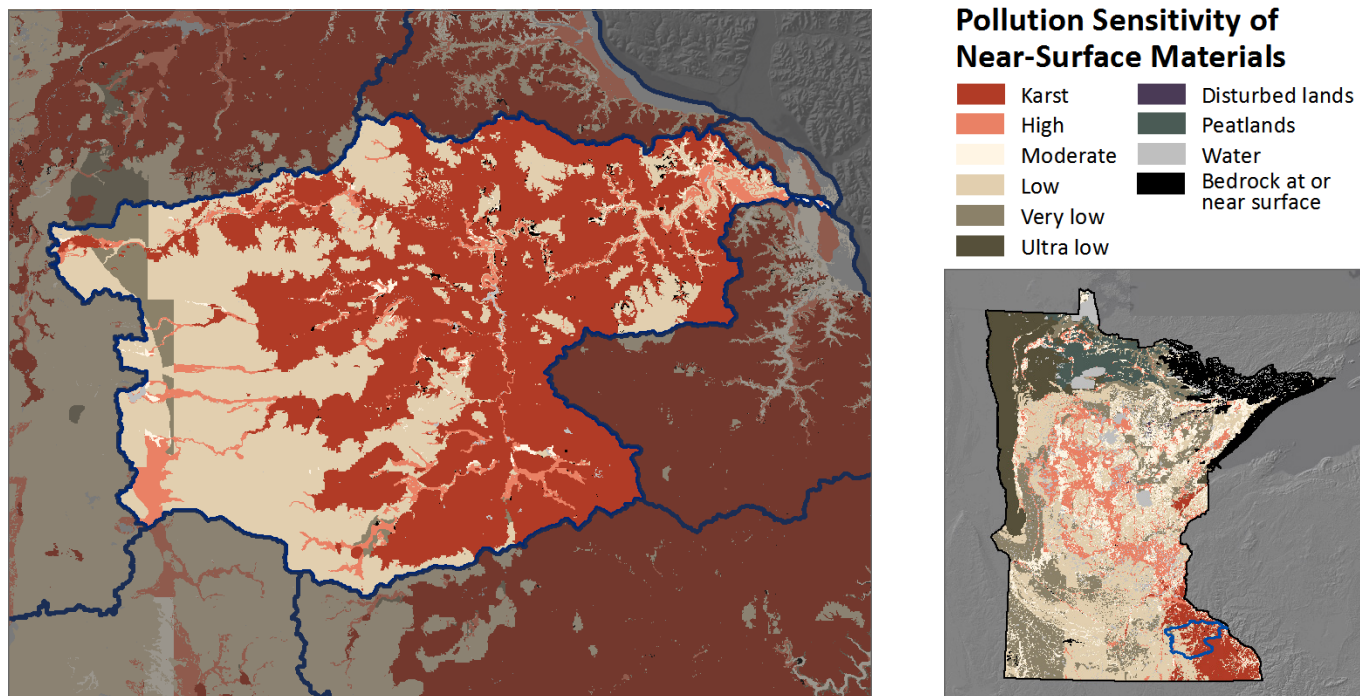 Pollution Sensitivity of
Near-Surface Materials
Karst
High
Moderate
Low
Very low
Ultra low
Disturbed lands
Peatlands
Water
Bedrock at or
near surface